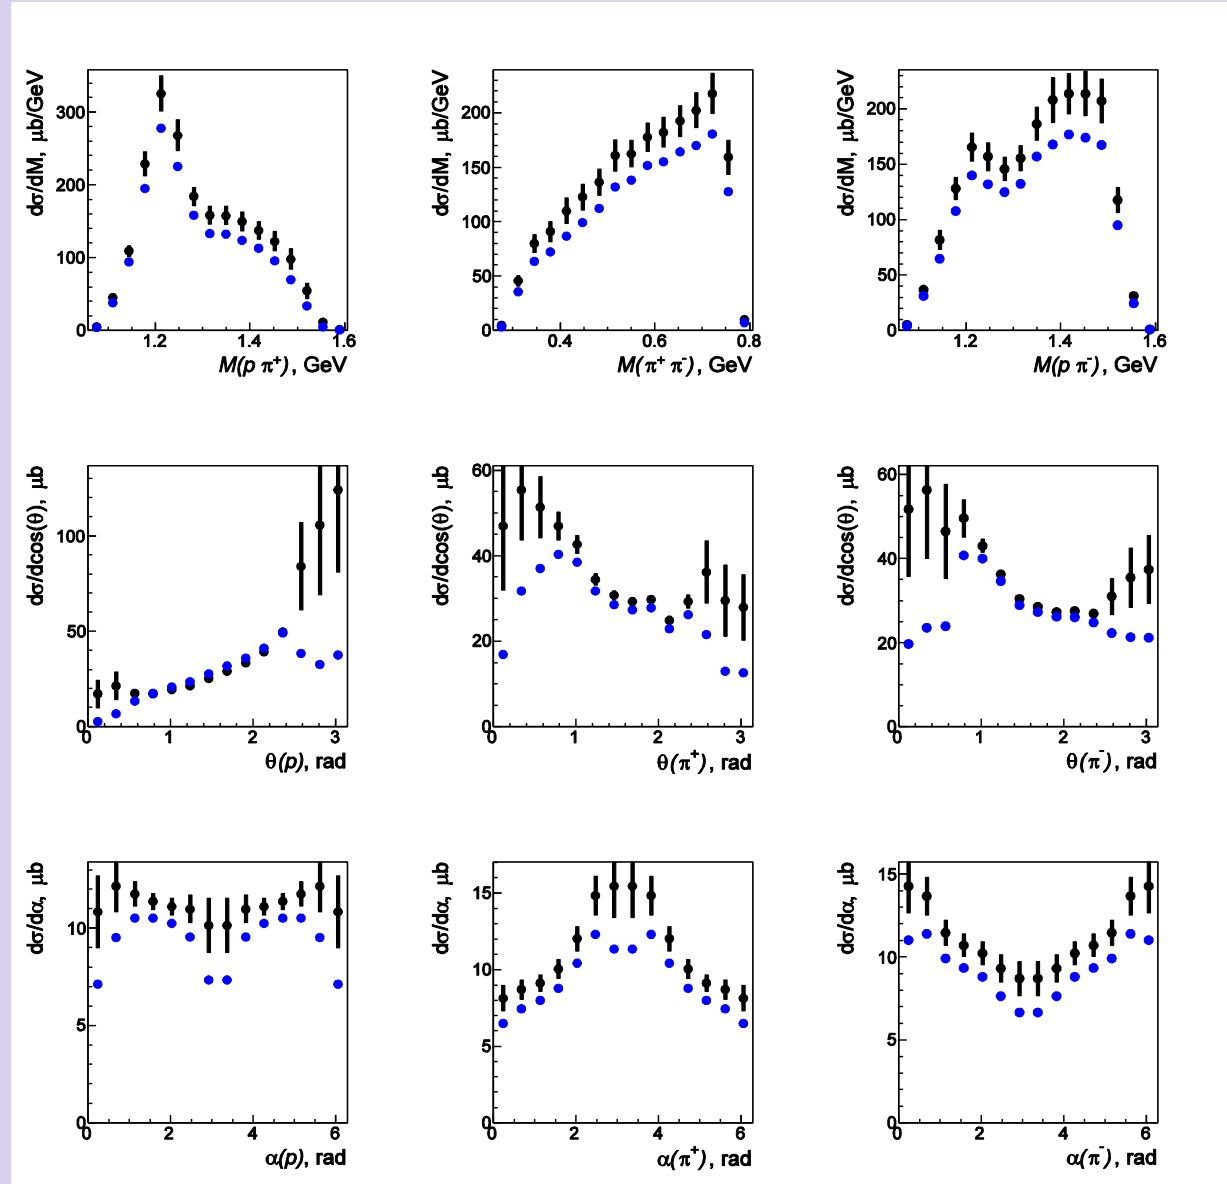 dσ/dM, μb/GeV
300
200
100
0
1.2 1.4 1.6
M(p π⁺), GeV
dσ/dM, μb/GeV
200
150
100
50
0
0.4 0.6 0.8
M(π⁺ π⁻), GeV
dσ/dM, μb/GeV
200
150
100
50
0
1.2 1.4 1.6
M(p π⁻), GeV
dσ/dcos(θ), μb
100
50
0
0 1 2 3
θ(p), rad
dσ/dcos(θ), μb
60
40
20
0
0 1 2 3
θ(π⁺), rad
dσ/dcos(θ), μb
60
40
20
0
0 1 2 3
θ(π⁻), rad
dσ/dα, μb
10
5
0
0 2 4 6
α(p), rad
dσ/dα, μb
15
10
5
0
0 2 4 6
α(π⁺), rad
dσ/dα, μb
15
10
5
0
0 2 4 6
α(π⁻), rad